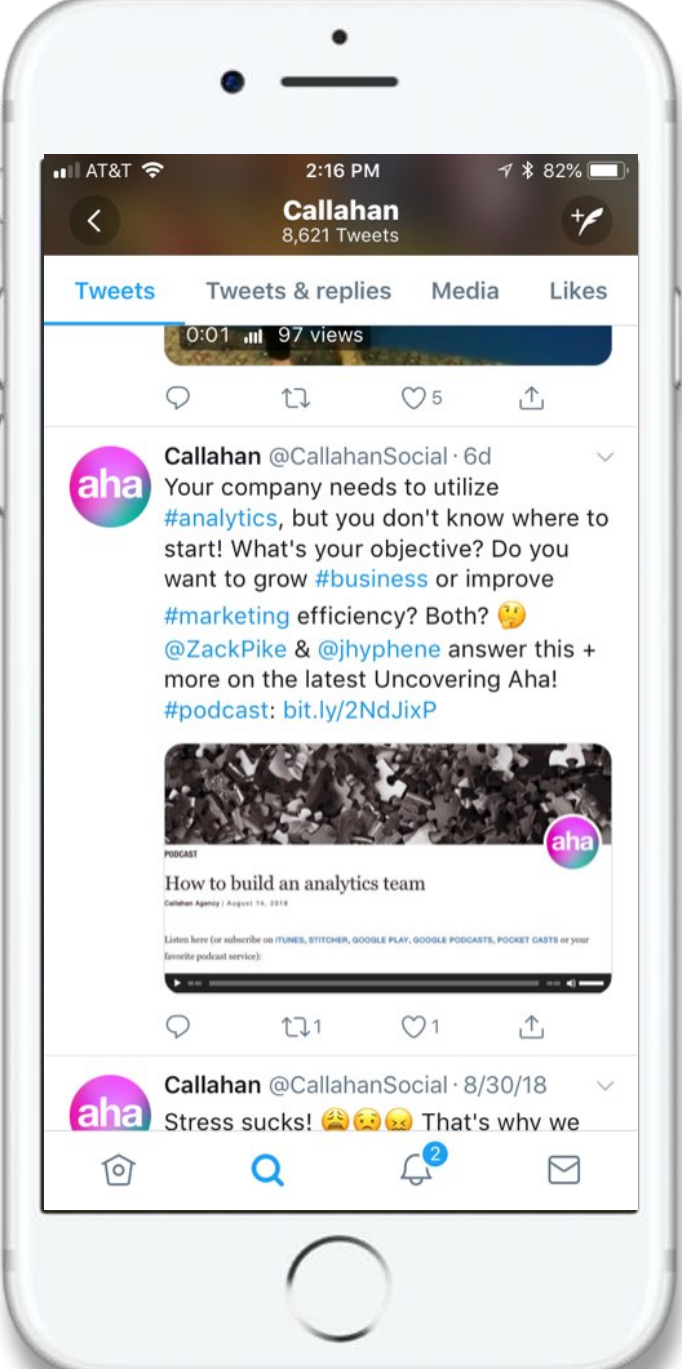 AT&T 2:16 PM 82%
Callahan
8,621 Tweets
Tweets Tweets & replies Media Likes
0:01 97 views
5
Callahan @CallahanSocial · 6d
aha
Your company needs to utilize
#analytics, but you don't know where to
start! What's your objective? Do you
want to grow #business or improve
#marketing efficiency? Both? 🤔
@ZackPike & @jhyphene answer this +
more on the latest Uncovering Aha!
#podcast: bit.ly/2NdJixP
aha
PODCAST
How to build an analytics team
Callahan Agency | August 14, 2018
Listen here (or subscribe on ITUNES, STITCHER, GOOGLE PLAY, GOOGLE PODCASTS, POCKET CASTS or your
favorite podcast service):
00:00 00:00
1 1
Callahan @CallahanSocial · 8/30/18
aha
Stress sucks! 😩😥😖 That's why we
2